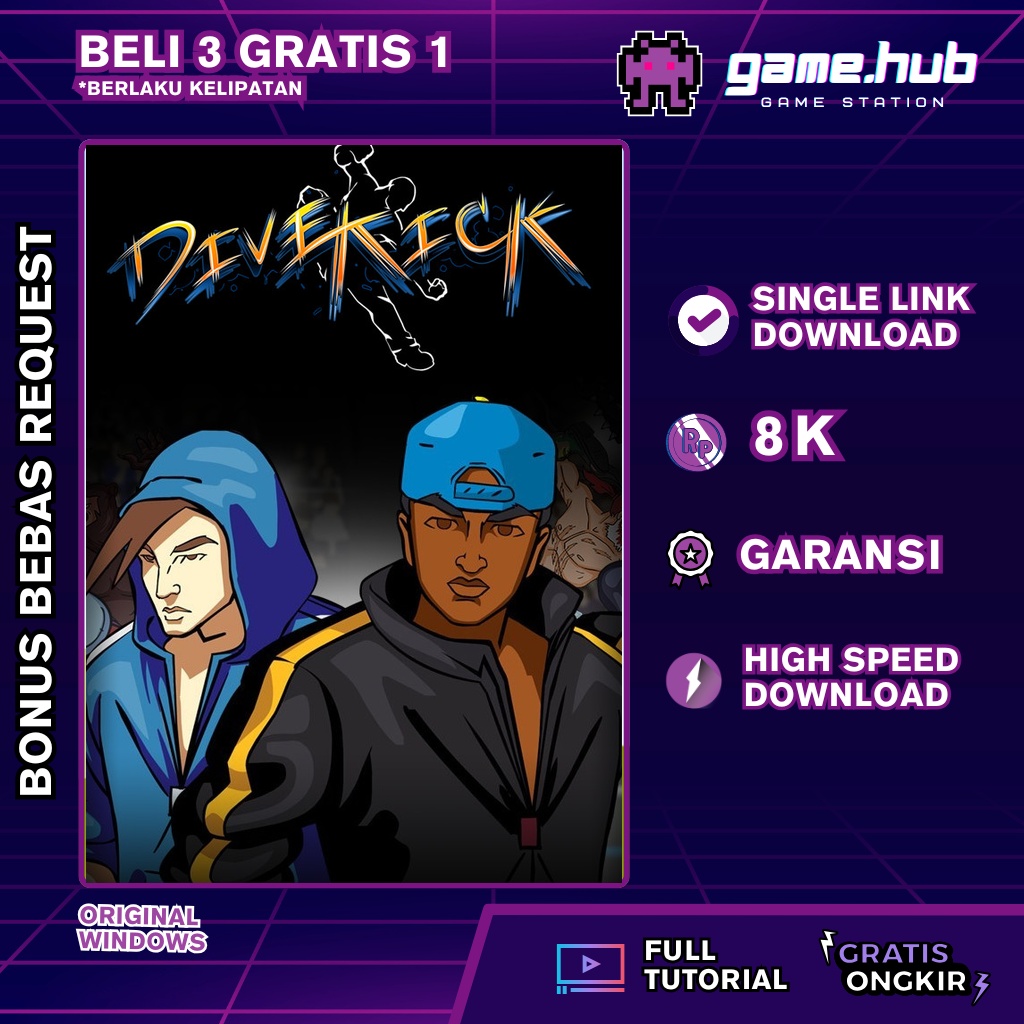 BELI 3 GRATIS 1
*BERLAKU KELIPATAN
game.hub
GAME STATION
BONUS BEBAS REQUEST
DIVEKICK
SINGLE LINK
DOWNLOAD
Rp
8K
GARANSI
HIGH SPEED
DOWNLOAD
ORIGINAL
WINDOWS
FULL
TUTORIAL
GRATIS
ONGKIR